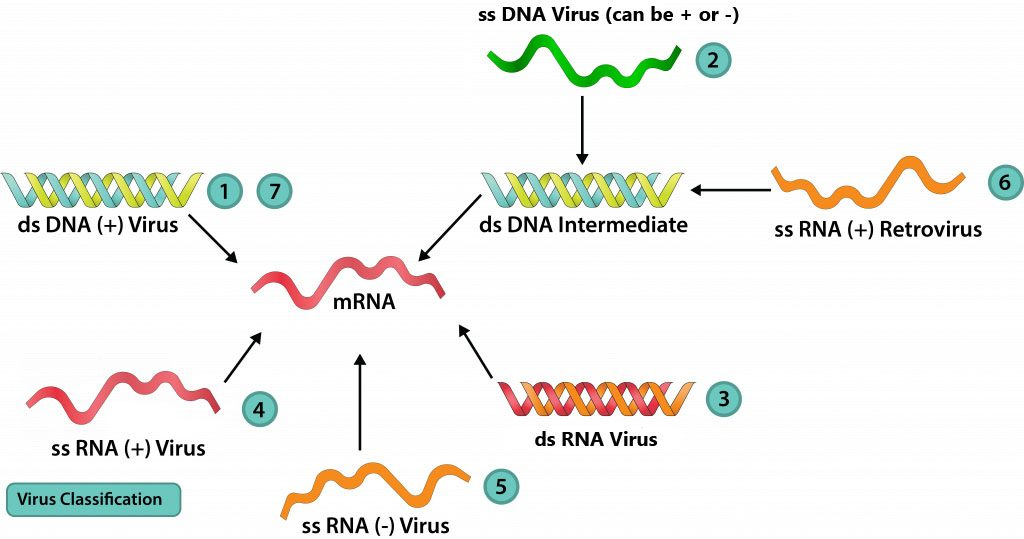 ss DNA Virus (can be + or -)
2
1
7
6
ds DNA (+) Virus
ds DNA Intermediate
ss RNA (+) Retrovirus
mRNA
4
3
ss RNA (+) Virus
ds RNA Virus
5
Virus Classification
ss RNA (-) Virus